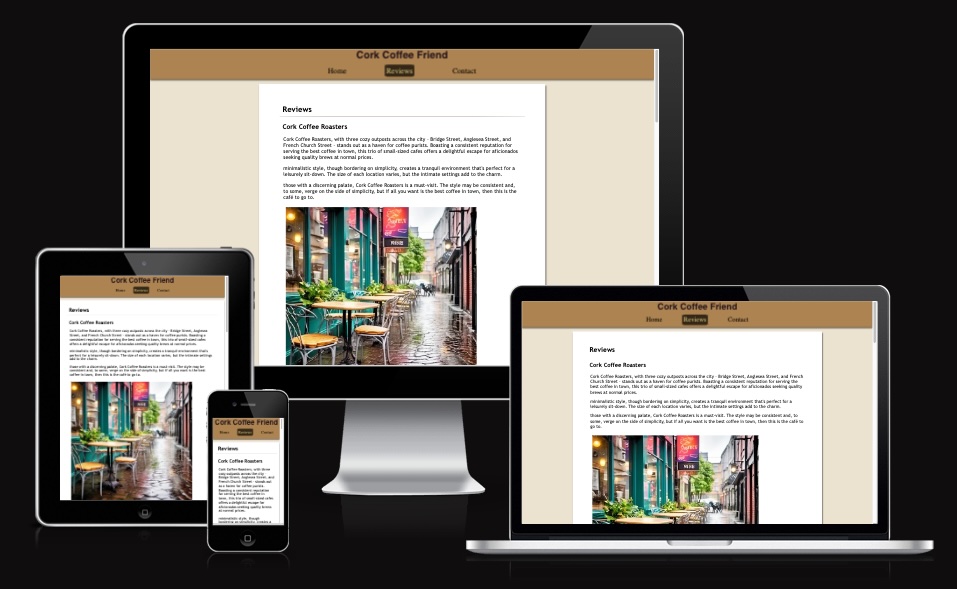 Cork Coffee Friend
Home Reviews Contact
Reviews
Cork Coffee Roasters
Cork Coffee Roasters, with three cozy outposts across the city - Bridge Street, Anglesea Street, and
French Church Street - stands out as a haven for coffee purists. Boasting a consistent reputation for
serving the best coffee in town, this trio of small-sized cafes offers a delightful escape for aficionados
seeking quality brews at normal prices.
minimalistic style, though bordering on simplicity, creates a tranquil environment that's perfect for a
leisurely sit-down. The size of each location varies, but the intimate settings add to the charm.
those with a discerning palate, Cork Coffee Roasters is a must-visit. The style may be consistent and,
to some, verge on the side of simplicity, but if all you want is the best coffee in town, then this is the
café to go to.
Cork Coffee Friend
Home Reviews Contact
Reviews
Cork Coffee Roasters
Cork Coffee Roasters, with three cozy outposts across the city - Bridge Street, Anglesea
Street, and French Church Street - stands out as a haven for coffee purists. Boasting a
consistent reputation for serving the best coffee in town, this trio of small-sized cafes
offers a delightful escape for aficionados seeking quality brews at normal prices.
minimalistic style, though bordering on simplicity, creates a tranquil environment that's
perfect for a leisurely sit-down. The size of each location varies, but the intimate settings
add to the charm.
those with a discerning palate, Cork Coffee Roasters is a must-visit. The style may be
consistent and, to some, verge on the side of simplicity, but if all you want is the best
coffee in town, then this is the café to go to.
Cork Coffee Friend
Home Reviews Contact
Reviews
Cork Coffee Roasters
Cork Coffee Roasters, with three
cozy outposts across the city -
Bridge Street, Anglesea Street,
and French Church Street - stands out
as a haven for coffee purists.
Boasting a consistent reputation
for serving the best coffee in
town, this trio of small-sized cafes
offers a delightful escape for
aficionados seeking quality brews
at normal prices.
minimalistic style, though
bordering on simplicity, creates a
Cork Coffee Friend
Home Reviews Contact
Reviews
Cork Coffee Roasters
Cork Coffee Roasters, with three cozy outposts across the city - Bridge Street, Anglesea Street, and French
Church Street - stands out as a haven for coffee purists. Boasting a consistent reputation for serving the
best coffee in town, this trio of small-sized cafes offers a delightful escape for aficionados seeking quality
brews at normal prices.
minimalistic style, though bordering on simplicity, creates a tranquil environment that's perfect for a
leisurely sit-down. The size of each location varies, but the intimate settings add to the charm.
those with a discerning palate, Cork Coffee Roasters is a must-visit. The style may be consistent and, to
some, verge on the side of simplicity, but if all you want is the best coffee in town, then this is the café to
go to.